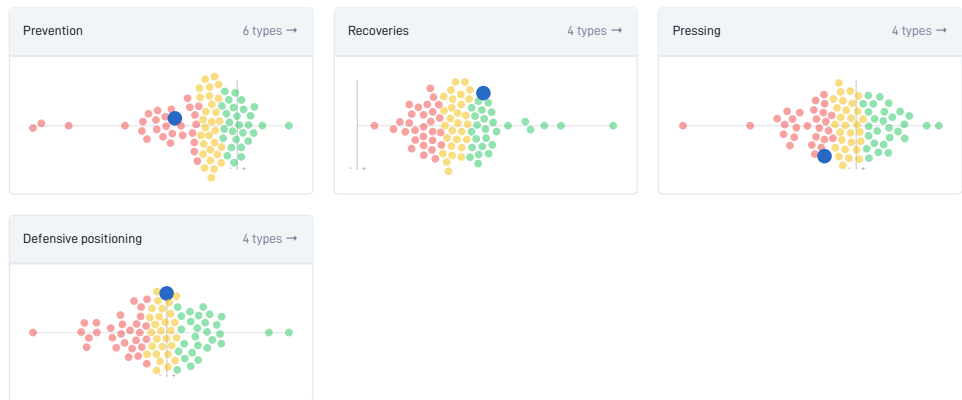 Prevention
6 types →
Recoveries
4 types →
Pressing
4 types →
- +
- +
- +
Defensive positioning
4 types →
- +